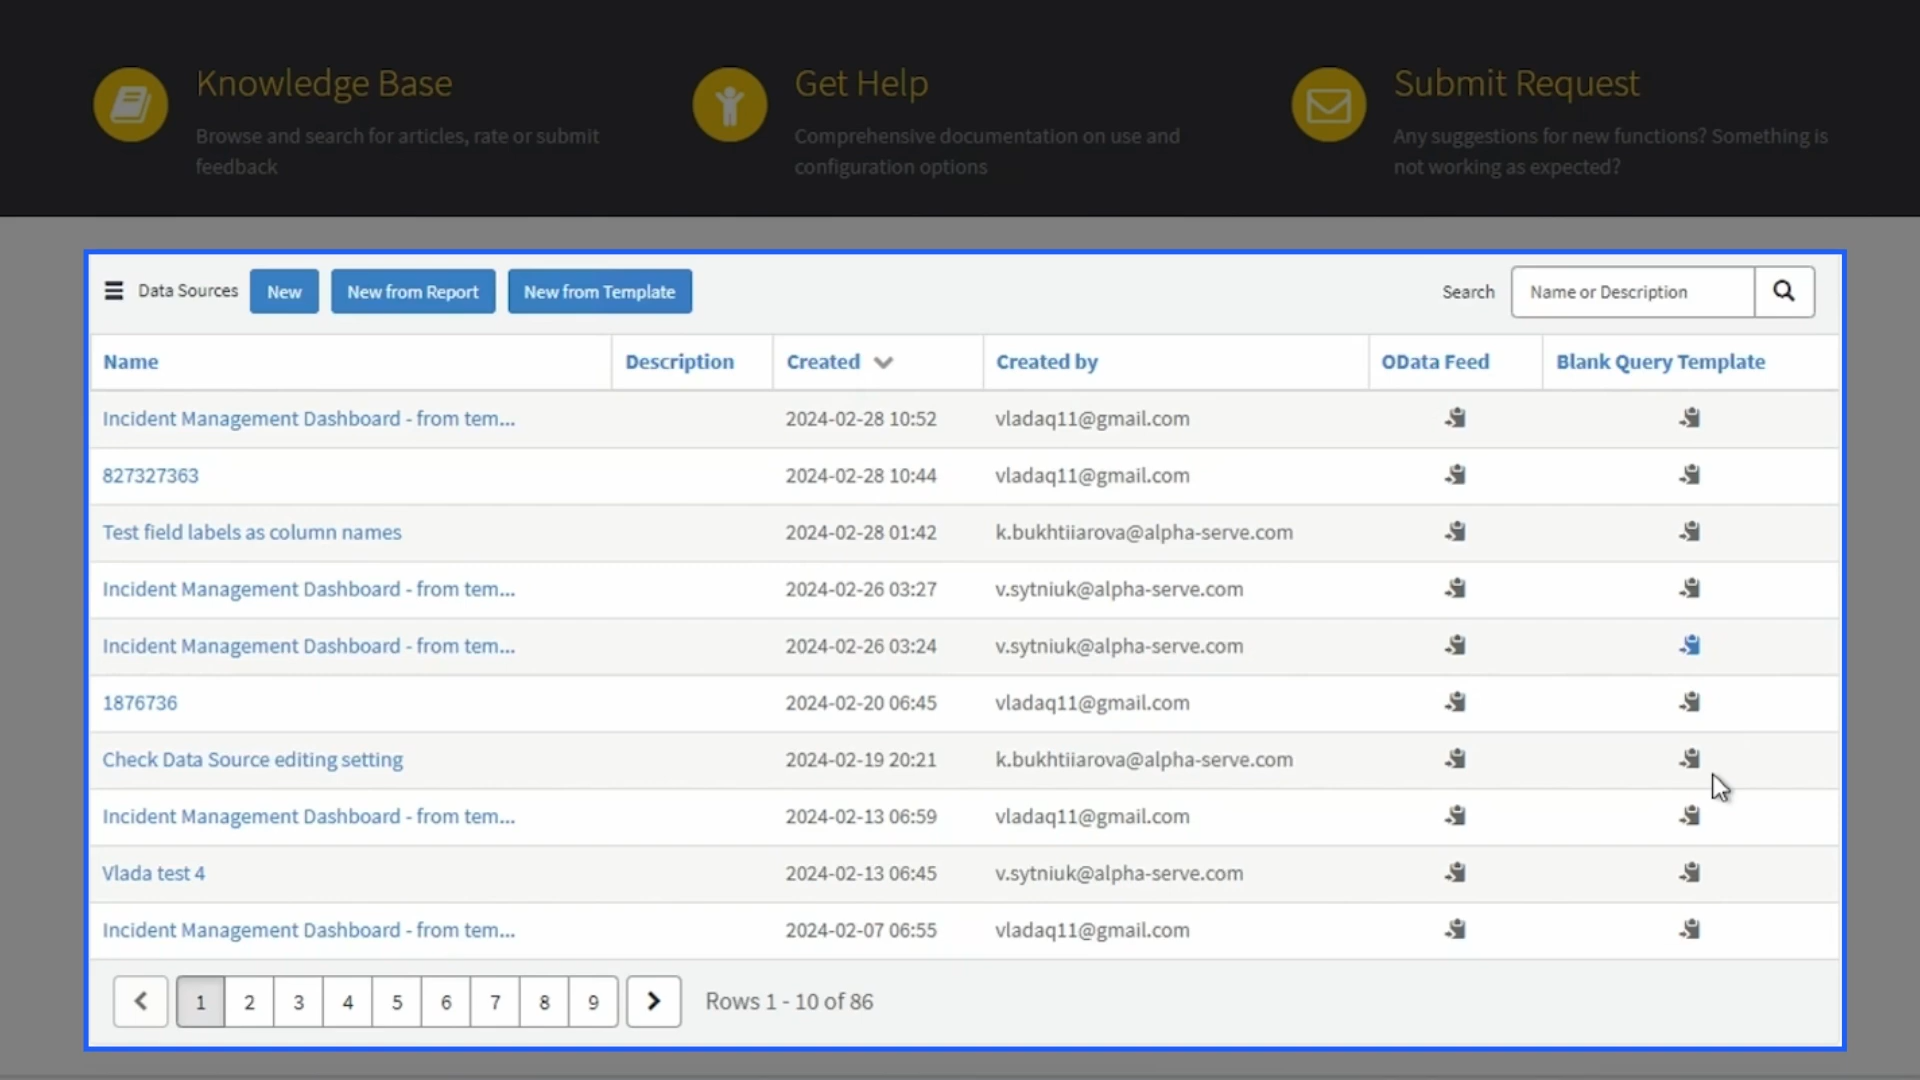 Knowledge Base
Browse and search for articles, rate or submit
feedback
Get Help
Comprehensive documentation on use and
configuration options
Submit Request
Any suggestions for new functions? Something is
not working as expected?
Data Sources New New from Report New from Template Search Name or Description
Name Description Created Created by OData Feed Blank Query Template
Incident Management Dashboard - from tem... 2024-02-28 10:52 vladaq11@gmail.com
827327363 2024-02-28 10:44 vladaq11@gmail.com
Test field labels as column names 2024-02-28 01:42 k.bukhtiiarova@alpha-serve.com
Incident Management Dashboard - from tem... 2024-02-26 03:27 v.sytniuk@alpha-serve.com
Incident Management Dashboard - from tem... 2024-02-26 03:24 v.sytniuk@alpha-serve.com
1876736 2024-02-20 06:45 vladaq11@gmail.com
Check Data Source editing setting 2024-02-19 20:21 k.bukhtiiarova@alpha-serve.com
Incident Management Dashboard - from tem... 2024-02-13 06:59 vladaq11@gmail.com
Vlada test 4 2024-02-13 06:45 v.sytniuk@alpha-serve.com
Incident Management Dashboard - from tem... 2024-02-07 06:55 vladaq11@gmail.com
1 2 3 4 5 6 7 8 9 Rows 1 - 10 of 86